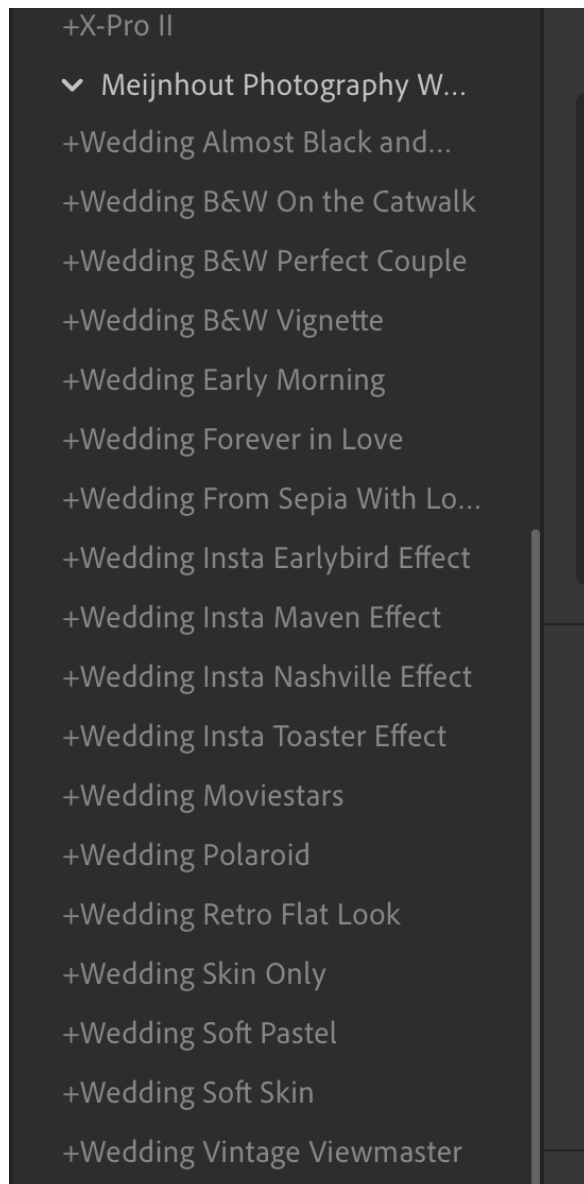 +X-Pro II
Meijnhout Photography W...
+Wedding Almost Black and...
+Wedding B&W On the Catwalk
+Wedding B&W Perfect Couple
+Wedding B&W Vignette
+Wedding Early Morning
+Wedding Forever in Love
+Wedding From Sepia With Lo...
+Wedding Insta Earlybird Effect
+Wedding Insta Maven Effect
+Wedding Insta Nashville Effect
+Wedding Insta Toaster Effect
+Wedding Moviestars
+Wedding Polaroid
+Wedding Retro Flat Look
+Wedding Skin Only
+Wedding Soft Pastel
+Wedding Soft Skin
+Wedding Vintage Viewmaster